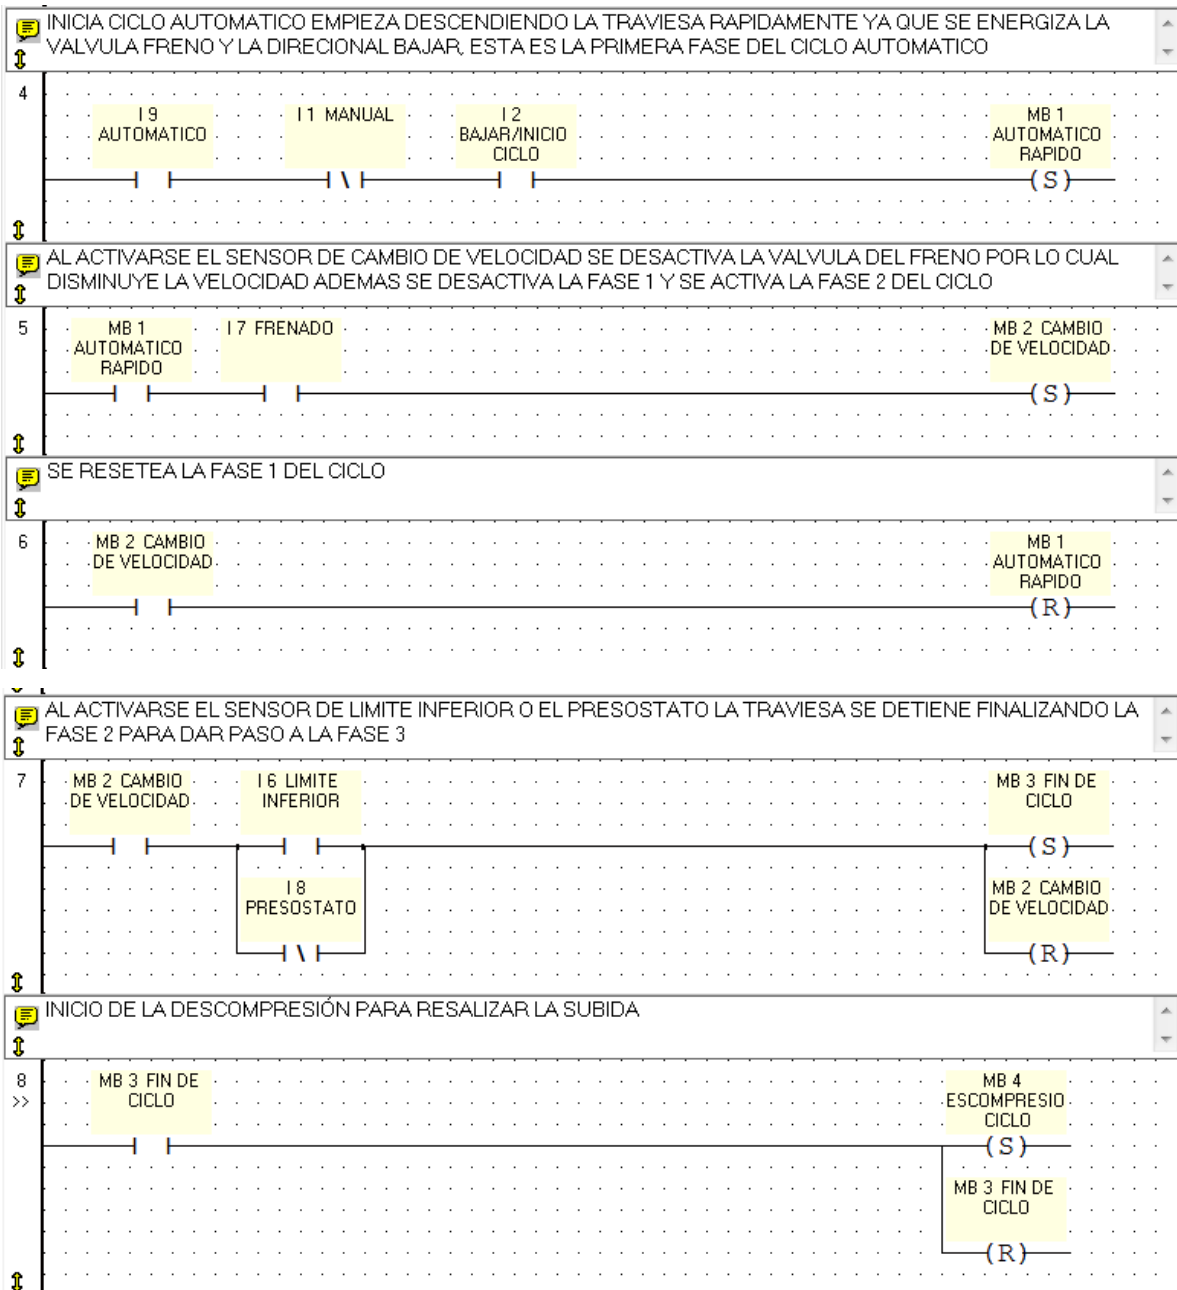 INICIA CICLO AUTOMATICO EMPIEZA DESCENDIENDO LA TRAVIESA RAPIDAMENTE YA QUE SE ENERGIZA LA
VALVULA FRENO Y LA DIRECIONAL BAJAR, ESTA ES LA PRIMERA FASE DEL CICLO AUTOMATICO
4
I 9
AUTOMATICO
I 1 MANUAL
I 2
BAJAR/INICIO
CICLO
MB 1
AUTOMATICO
RAPIDO
(S)
AL ACTIVARSE EL SENSOR DE CAMBIO DE VELOCIDAD SE DESACTIVA LA VALVULA DEL FRENO POR LO CUAL
DISMINUYE LA VELOCIDAD ADEMAS SE DESACTIVA LA FASE 1 Y SE ACTIVA LA FASE 2 DEL CICLO
5
MB 1
AUTOMATICO
RAPIDO
I 7 FRENADO
MB 2 CAMBIO
DE VELOCIDAD
(S)
SE RESETEA LA FASE 1 DEL CICLO
6
MB 2 CAMBIO
DE VELOCIDAD
MB 1
AUTOMATICO
RAPIDO
(R)
AL ACTIVARSE EL SENSOR DE LIMITE INFERIOR O EL PRESOSTATO LA TRAVIESA SE DETIENE FINALIZANDO LA
FASE 2 PARA DAR PASO A LA FASE 3
7
MB 2 CAMBIO
DE VELOCIDAD
I 6 LIMITE
INFERIOR
MB 3 FIN DE
CICLO
(S)
I 8
PRESOSTATO
MB 2 CAMBIO
DE VELOCIDAD
(R)
INICIO DE LA DESCOMPRESIÓN PARA RESALIZAR LA SUBIDA
8
>>
MB 3 FIN DE
CICLO
MB 4
ESCOMPRESIO
CICLO
(S)
MB 3 FIN DE
CICLO
(R)